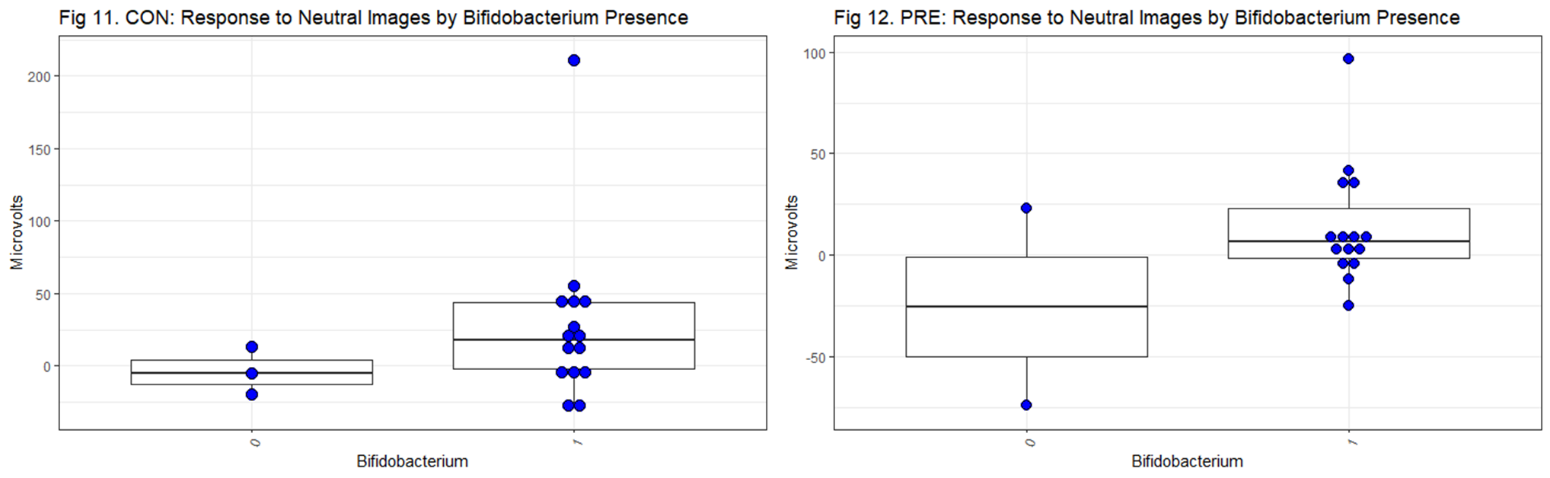 Fig 11. CON: Response to Neutral Images by Bifidobacterium Presence
200
150
100
50
0
Microvolts
0
1
Bifidobacterium
Fig 12. PRE: Response to Neutral Images by Bifidobacterium Presence
100
50
0
-50
Microvolts
0
1
Bifidobacterium